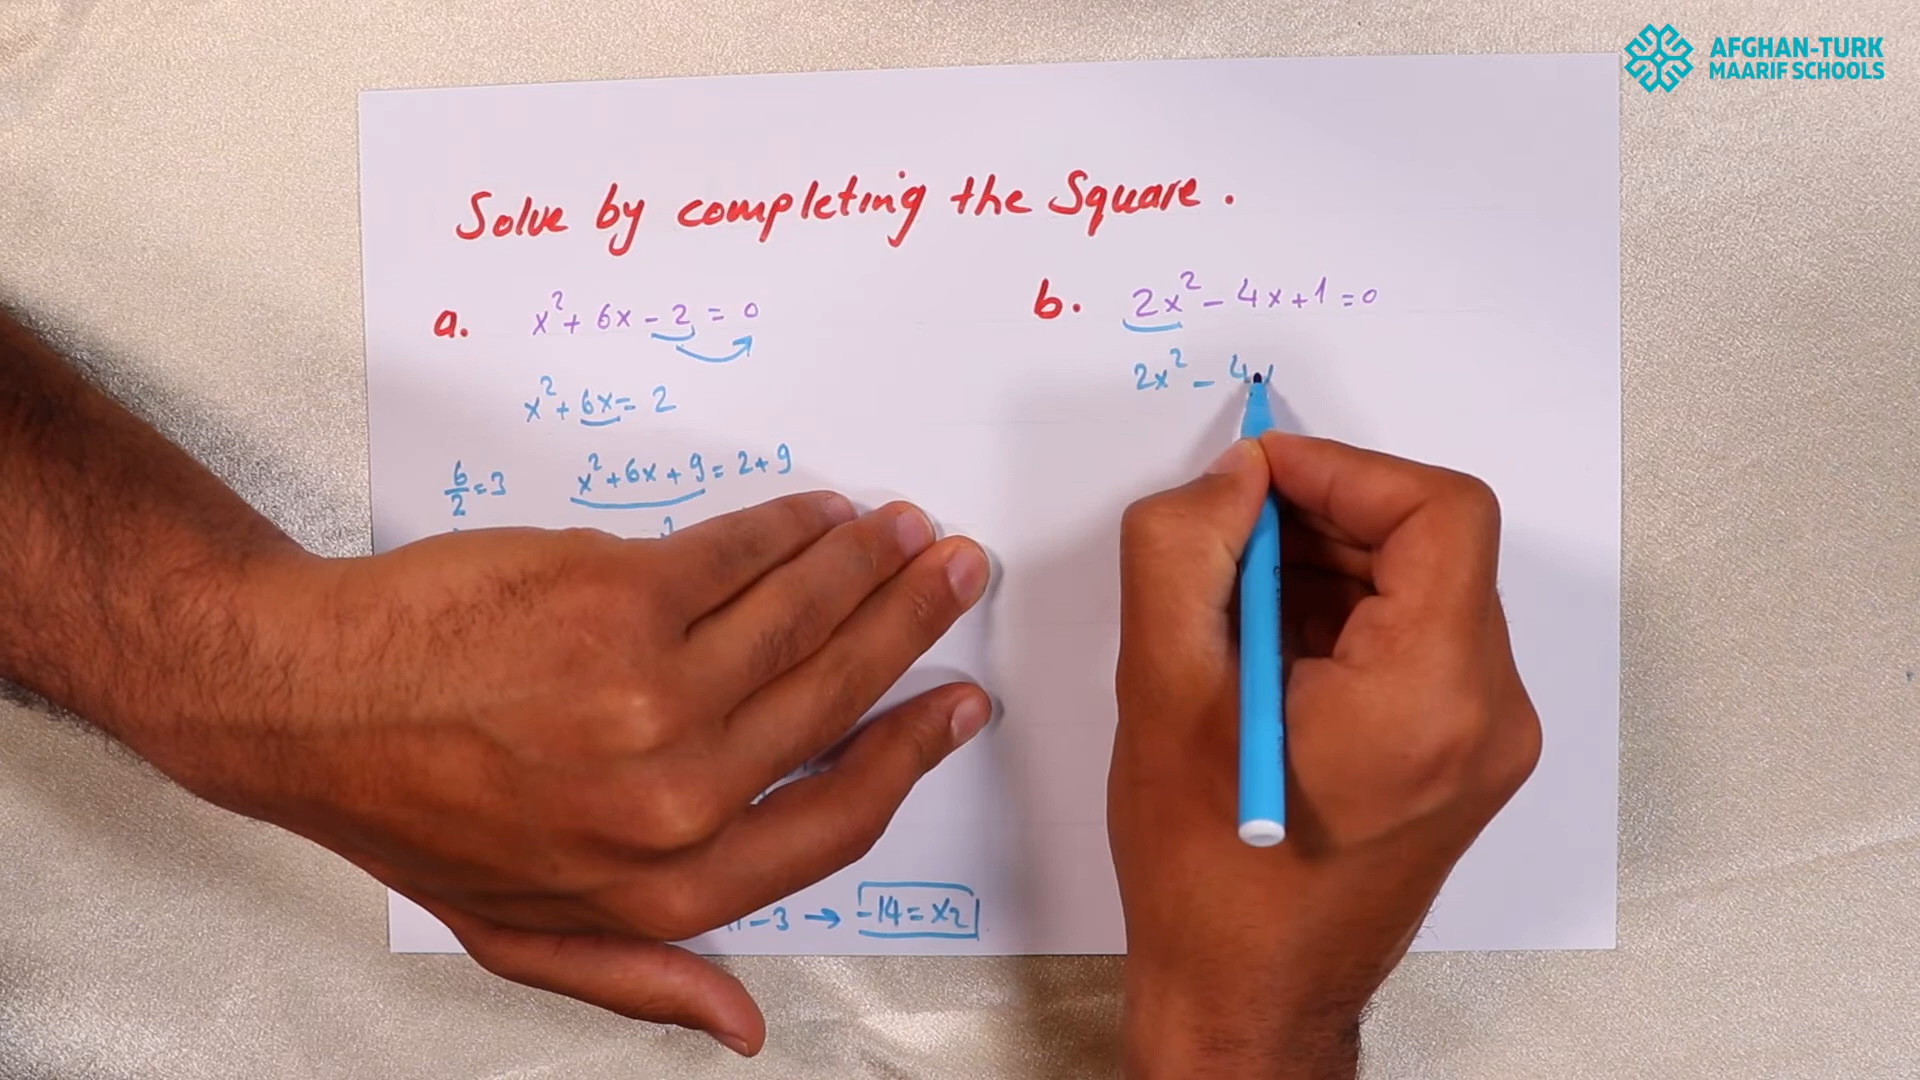 AFGHAN-TURK
MAARIF SCHOOLS
Solve by completing the Square.
a. x² + 6x - 2 = 0
x² + 6x = 2
6/2 = 3
x² + 6x + 9 = 2 + 9
- 3 → -14 = x2
b. 2x² - 4x + 1 = 0
2x² - 4x